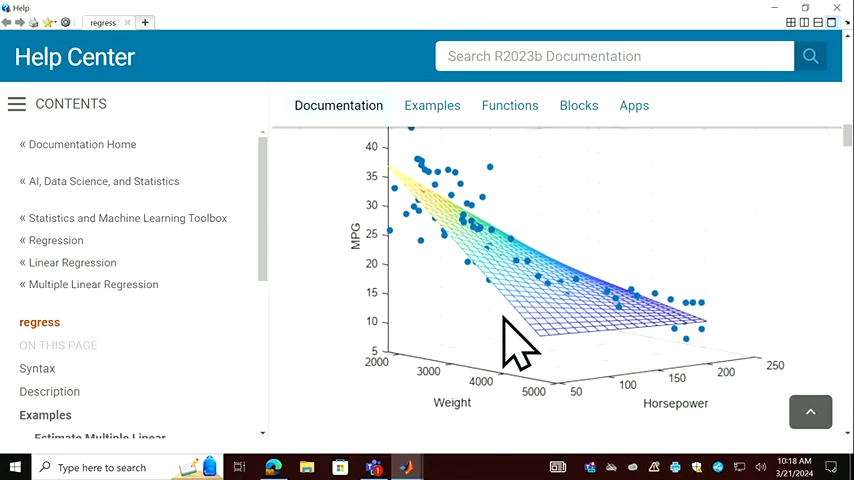 Help
regress
Help Center
Search R2023b Documentation
CONTENTS
Documentation
Examples
Functions
Blocks
Apps
« Documentation Home
« AI, Data Science, and Statistics
« Statistics and Machine Learning Toolbox
« Regression
« Linear Regression
« Multiple Linear Regression
regress
ON THIS PAGE
Syntax
Description
Examples
Estimate Multiple Linear
40
35
30
25
20
15
10
5
MPG
2000
3000
4000
5000
Weight
50
100
150
200
250
Horsepower
Type here to search
10:18 AM
3/21/2024